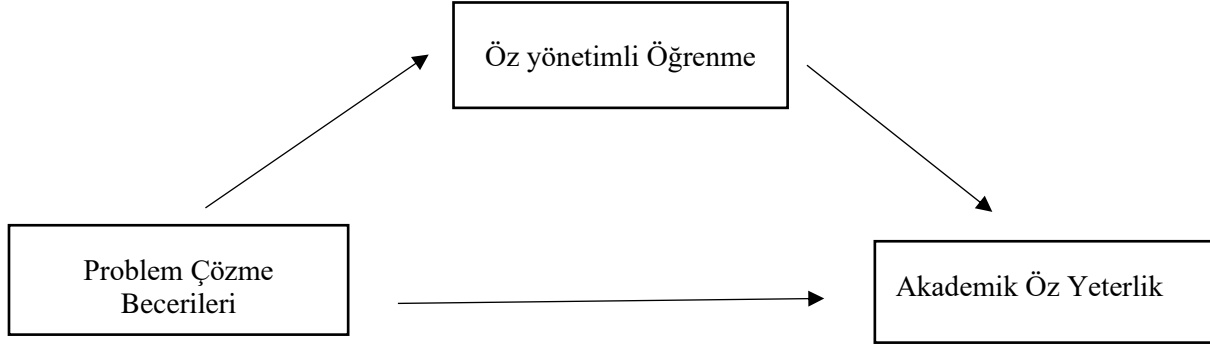 Öz yönetimli Öğrenme
Problem Çözme
Becerileri
Akademik Öz Yeterlik